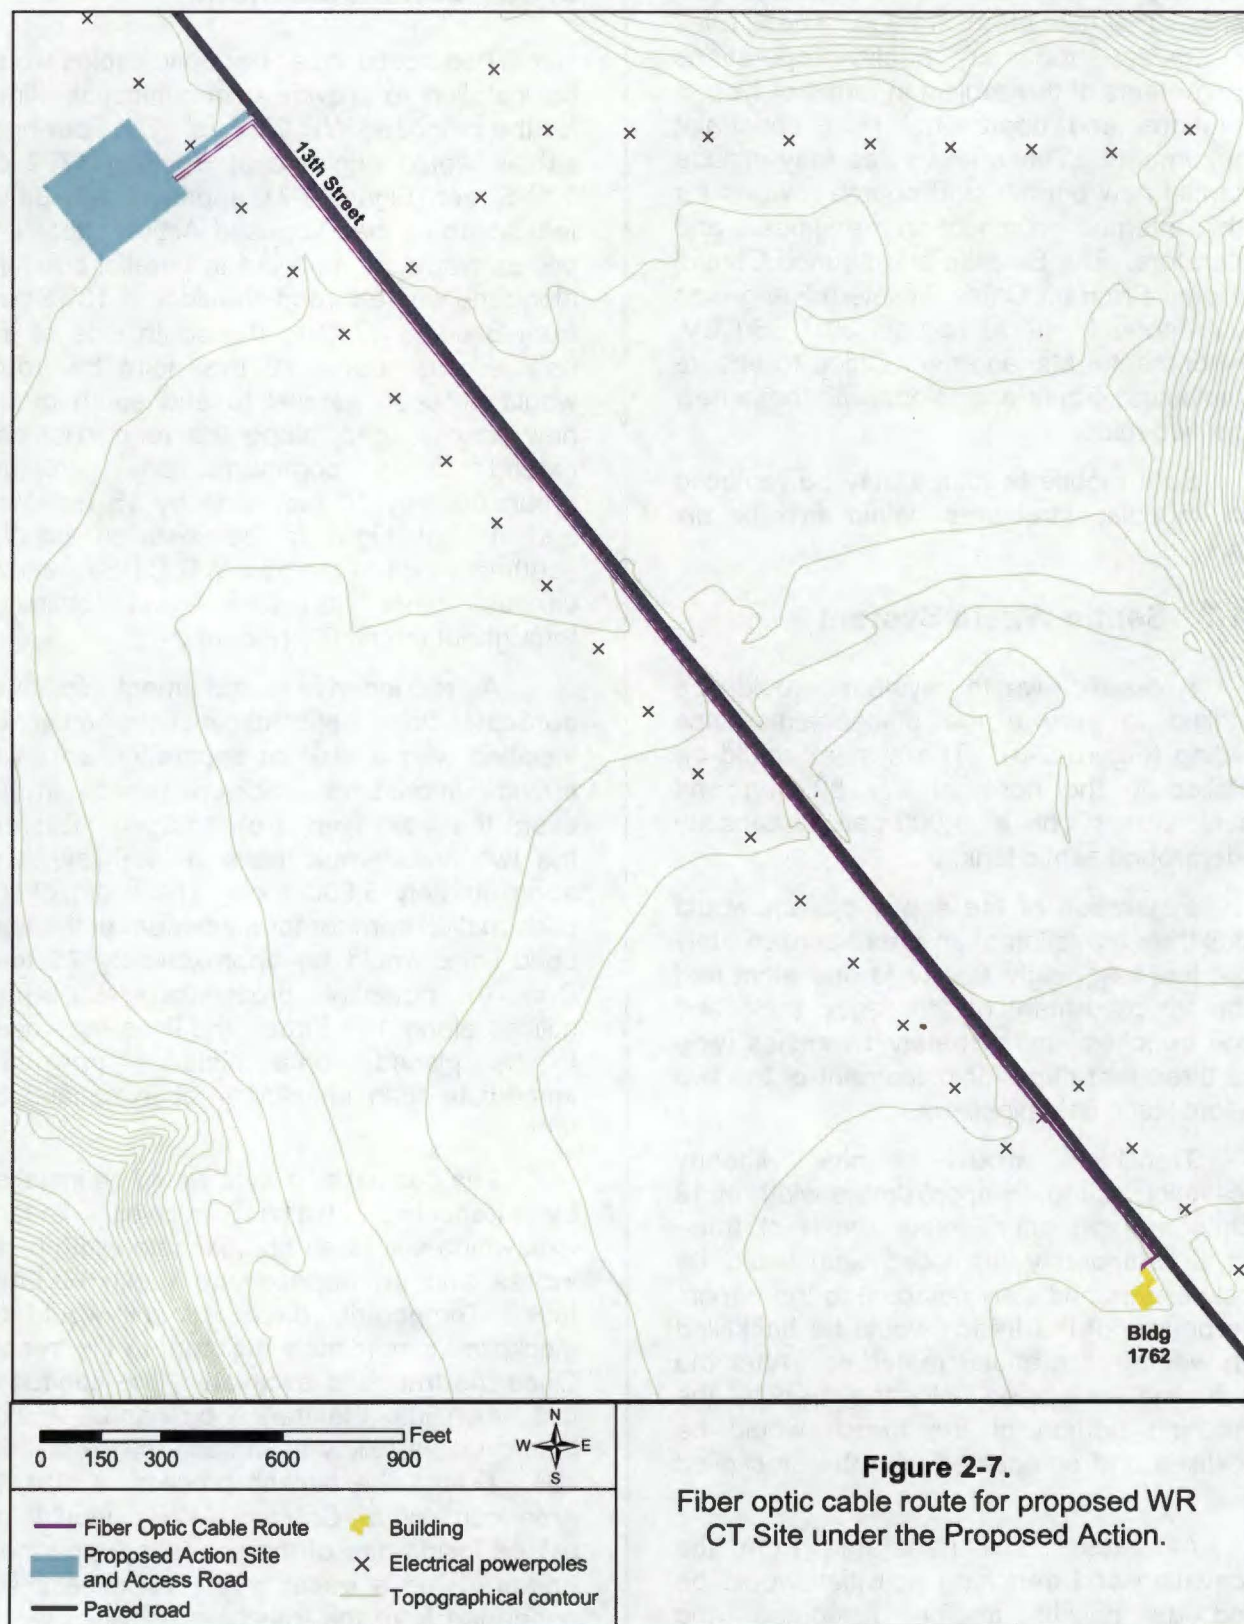 13th Street
Bldg
1762
Feet
0 150 300 600 900
N
W E
S
Fiber Optic Cable Route
Proposed Action Site
and Access Road
Paved road
Building
Electrical powerpoles
Topographical contour
Figure 2-7.
Fiber optic cable route for proposed WR
CT Site under the Proposed Action.